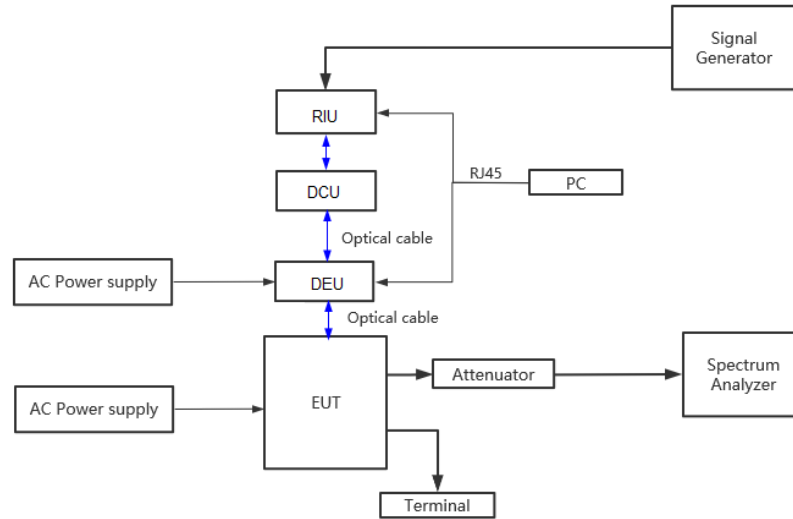 Signal
Generator
RIU
RJ45
PC
DCU
Optical cable
AC Power supply
DEU
Optical cable
Attenuator
Spectrum
Analyzer
AC Power supply
EUT
Terminal